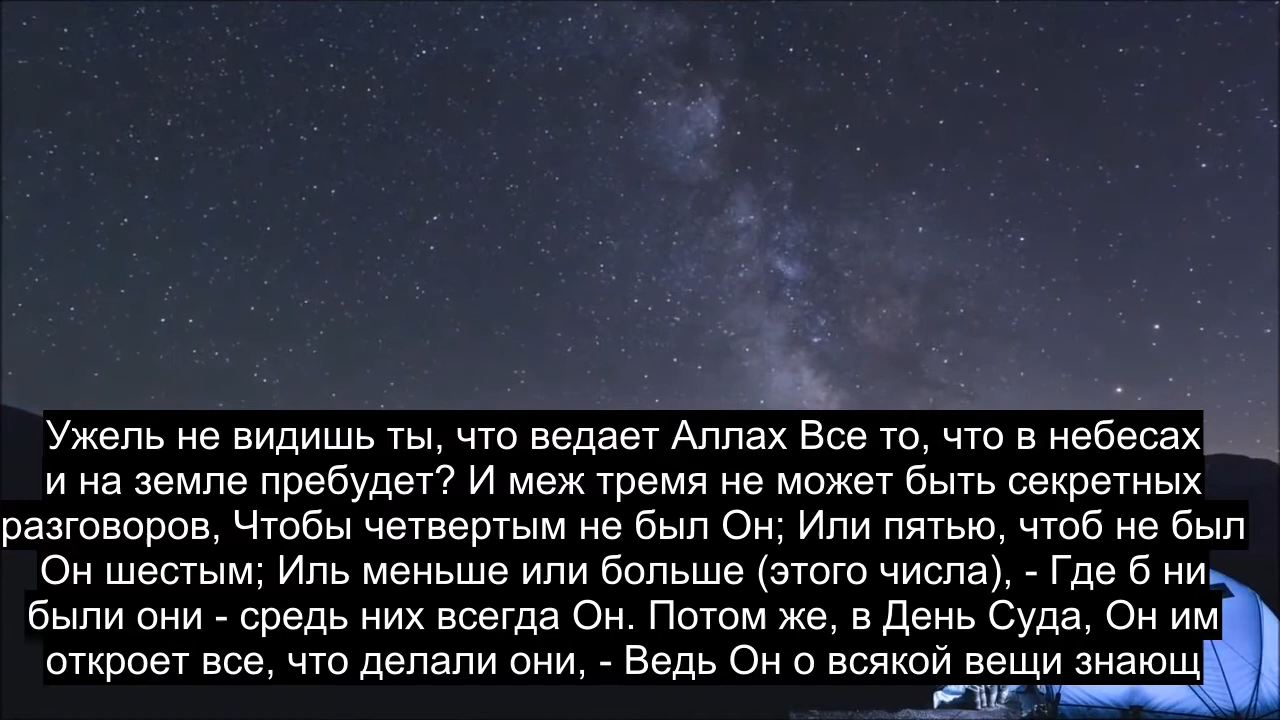 Ужель не видишь ты, что ведает Аллах Все то, что в небесах
и на земле пребудет? И меж тремя не может быть секретных
разговоров, Чтобы четвертым не был Он; Или пятью, чтоб не был
Он шестым; Иль меньше или больше (этого числа), - Где б ни
были они - средь них всегда Он. Потом же, в День Суда, Он им
откроет все, что делали они, - Ведь Он о всякой вещи знающ